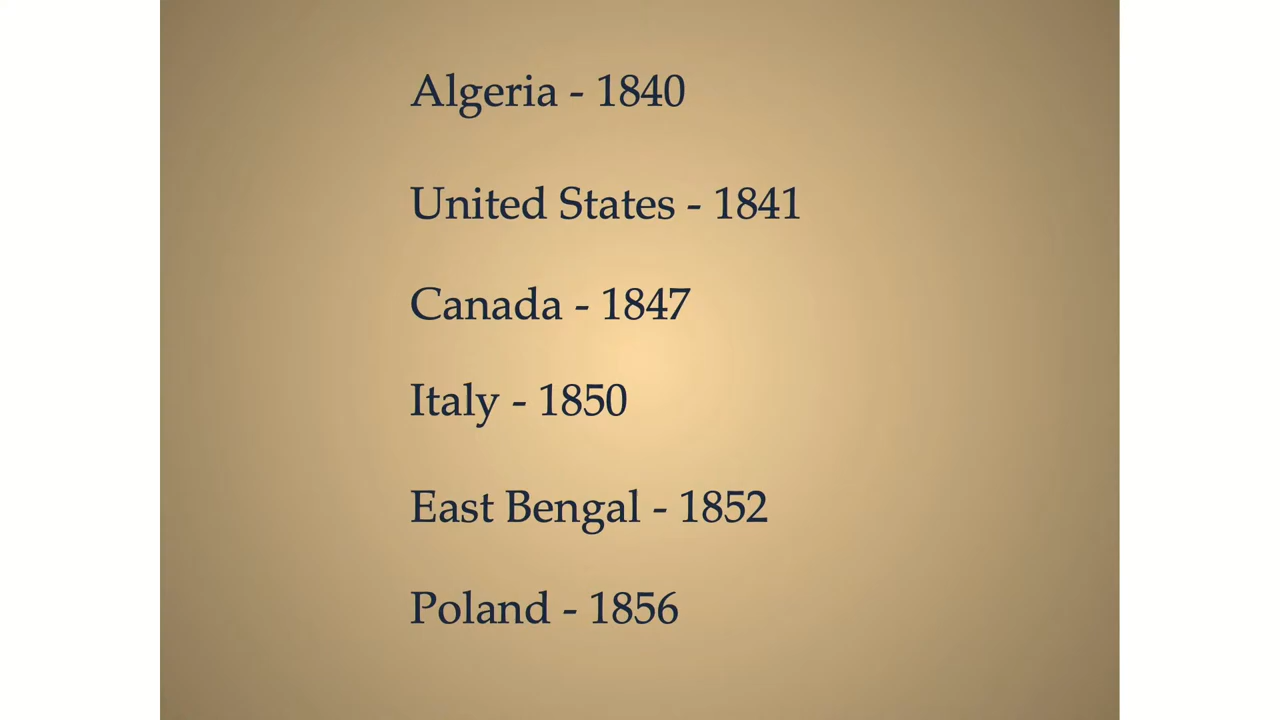 Algeria - 1840
United States - 1841
Canada - 1847
Italy - 1850
East Bengal - 1852
Poland - 1856